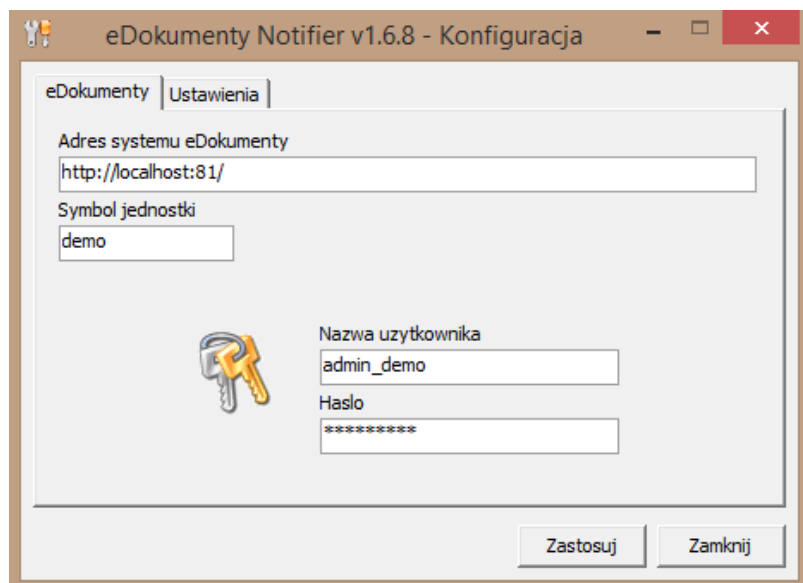 eDokumenty Notifier v1.6.8 - Konfiguracja
eDokumenty Ustawienia
Adres systemu eDokumenty
http://localhost:81/
Symbol jednostki
demo
Nazwa uzytkownika
admin_demo
Haslo
*********
Zastosuj Zamknij